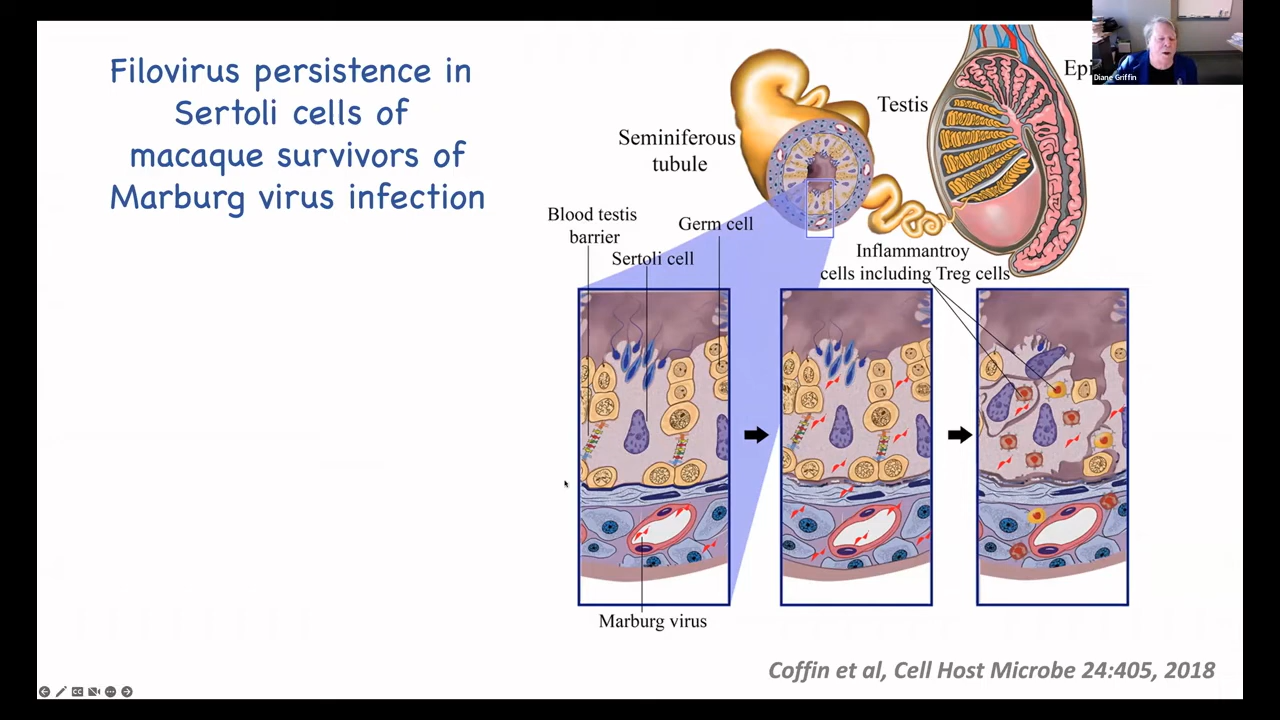 Filovirus persistence in
Sertoli cells of
macaque survivors of
Marburg virus infection
Testis
Epi
Diane Griffin
Seminiferous
tubule
Blood testis
barrier
Germ cell
Sertoli cell
Inflammantroy
cells including Treg cells
Marburg virus
Coffin et al, Cell Host Microbe 24:405, 2018